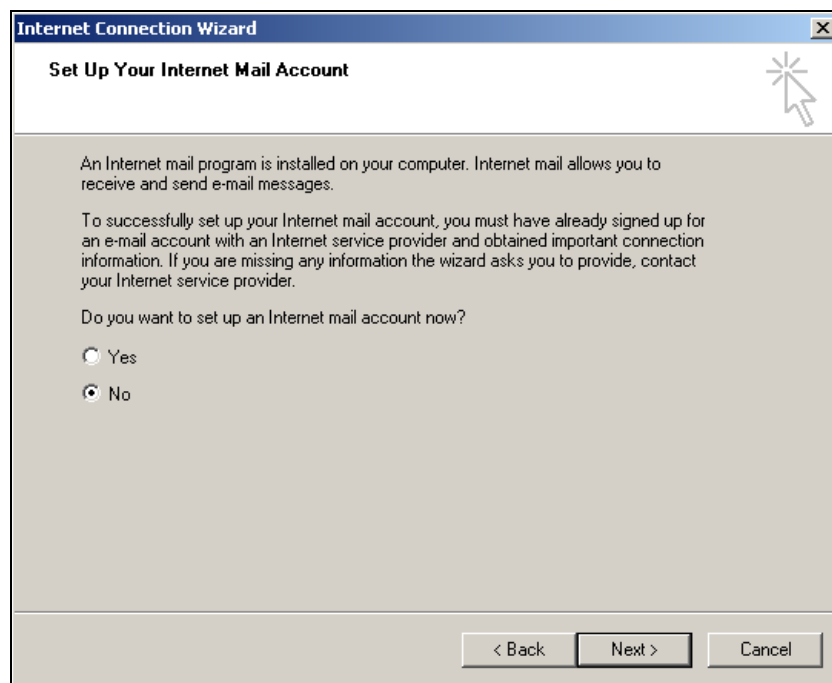 Internet Connection Wizard
Set Up Your Internet Mail Account
An Internet mail program is installed on your computer. Internet mail allows you to
receive and send e-mail messages.
To successfully set up your Internet mail account, you must have already signed up for
an e-mail account with an Internet service provider and obtained important connection
information. If you are missing any information the wizard asks you to provide, contact
your Internet service provider.
Do you want to set up an Internet mail account now?
Yes
No
< Back Next > Cancel